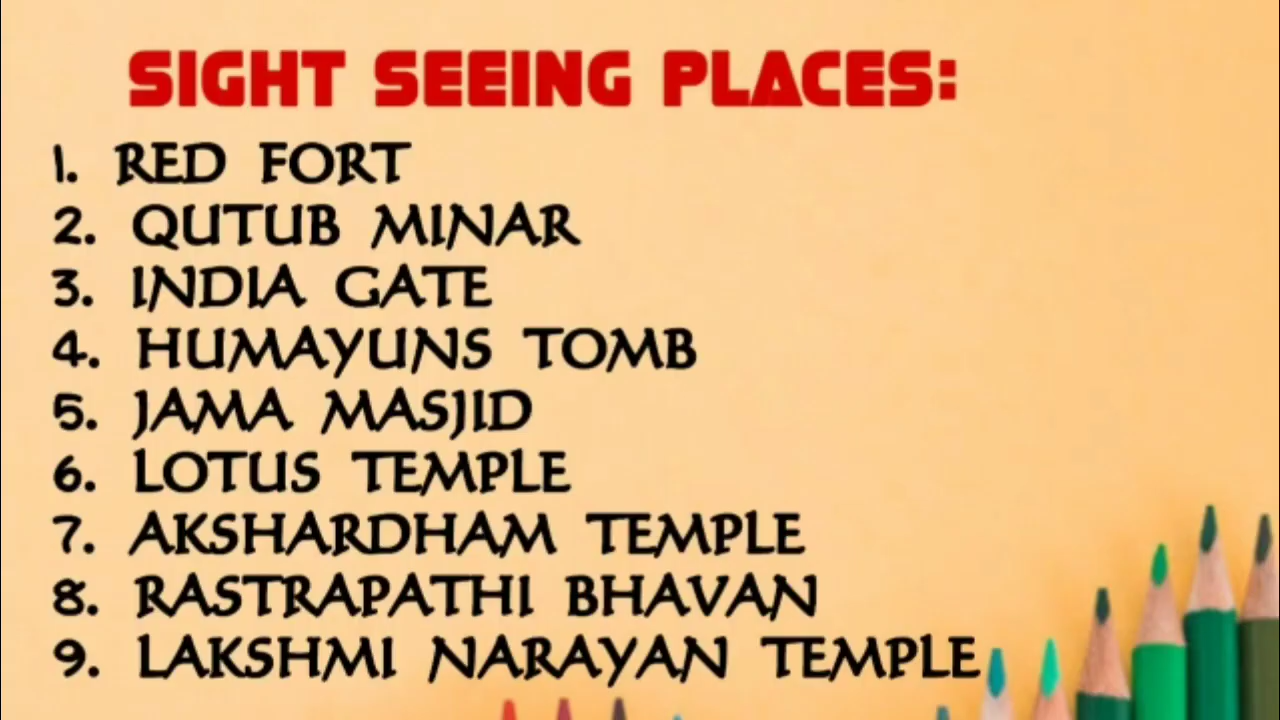 SIGHT SEEING PLACES:
1. RED FORT
2. QUTUB MINAR
3. INDIA GATE
4. HUMAYUNS TOMB
5. JAMA MASJID
6. LOTUS TEMPLE
7. AKSHARDHAM TEMPLE
8. RASTRAPATHI BHAVAN
9. LAKSHMI NARAYAN TEMPLE